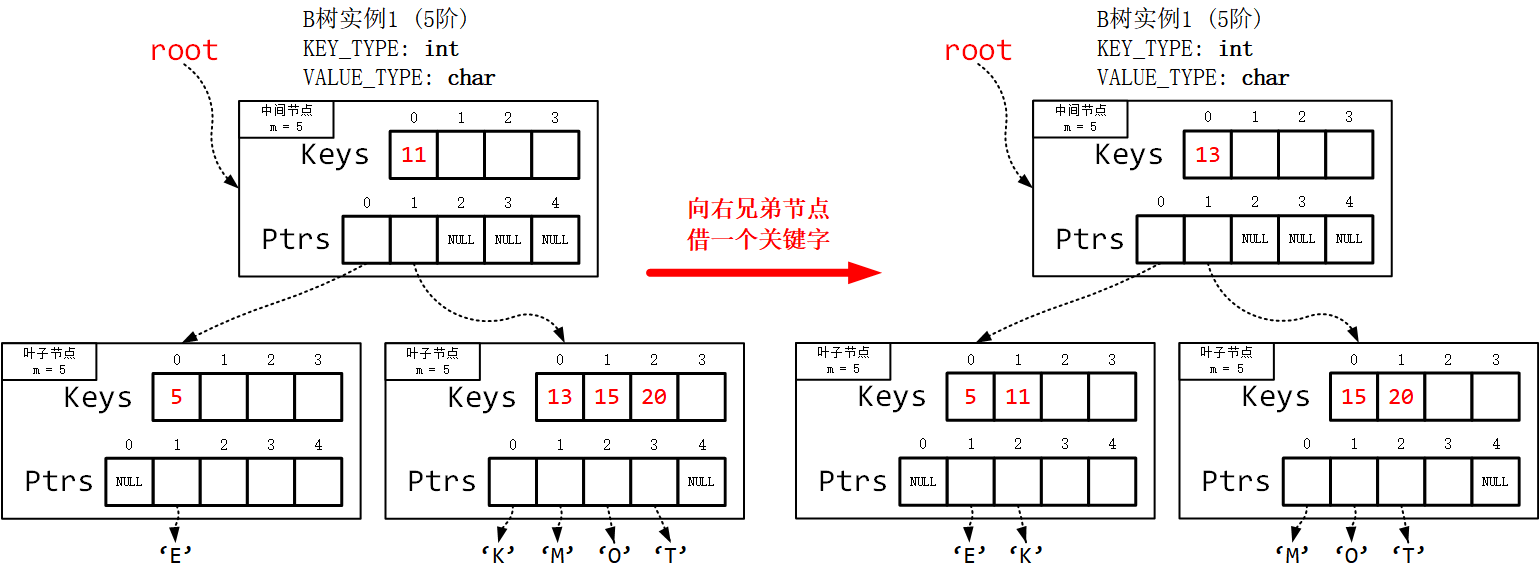 B树实例1 (5阶)
KEY_TYPE: int
VALUE_TYPE: char
root
中间节点
m = 5
0 1 2 3
Keys 11
0 1 2 3 4
Ptrs NULL NULL NULL
叶子节点
m = 5
0 1 2 3
Keys 5
0 1 2 3 4
Ptrs NULL
‘E’
叶子节点
m = 5
0 1 2 3
Keys 13 15 20
0 1 2 3 4
Ptrs NULL
‘K’ ‘M’ ‘O’ ‘T’
向右兄弟节点
借一个关键字
B树实例1 (5阶)
KEY_TYPE: int
VALUE_TYPE: char
root
中间节点
m = 5
0 1 2 3
Keys 13
0 1 2 3 4
Ptrs NULL NULL NULL
叶子节点
m = 5
0 1 2 3
Keys 5 11
0 1 2 3 4
Ptrs NULL
‘E’ ‘K’
叶子节点
m = 5
0 1 2 3
Keys 15 20
0 1 2 3 4
Ptrs NULL
‘M’ ‘O’ ‘T’